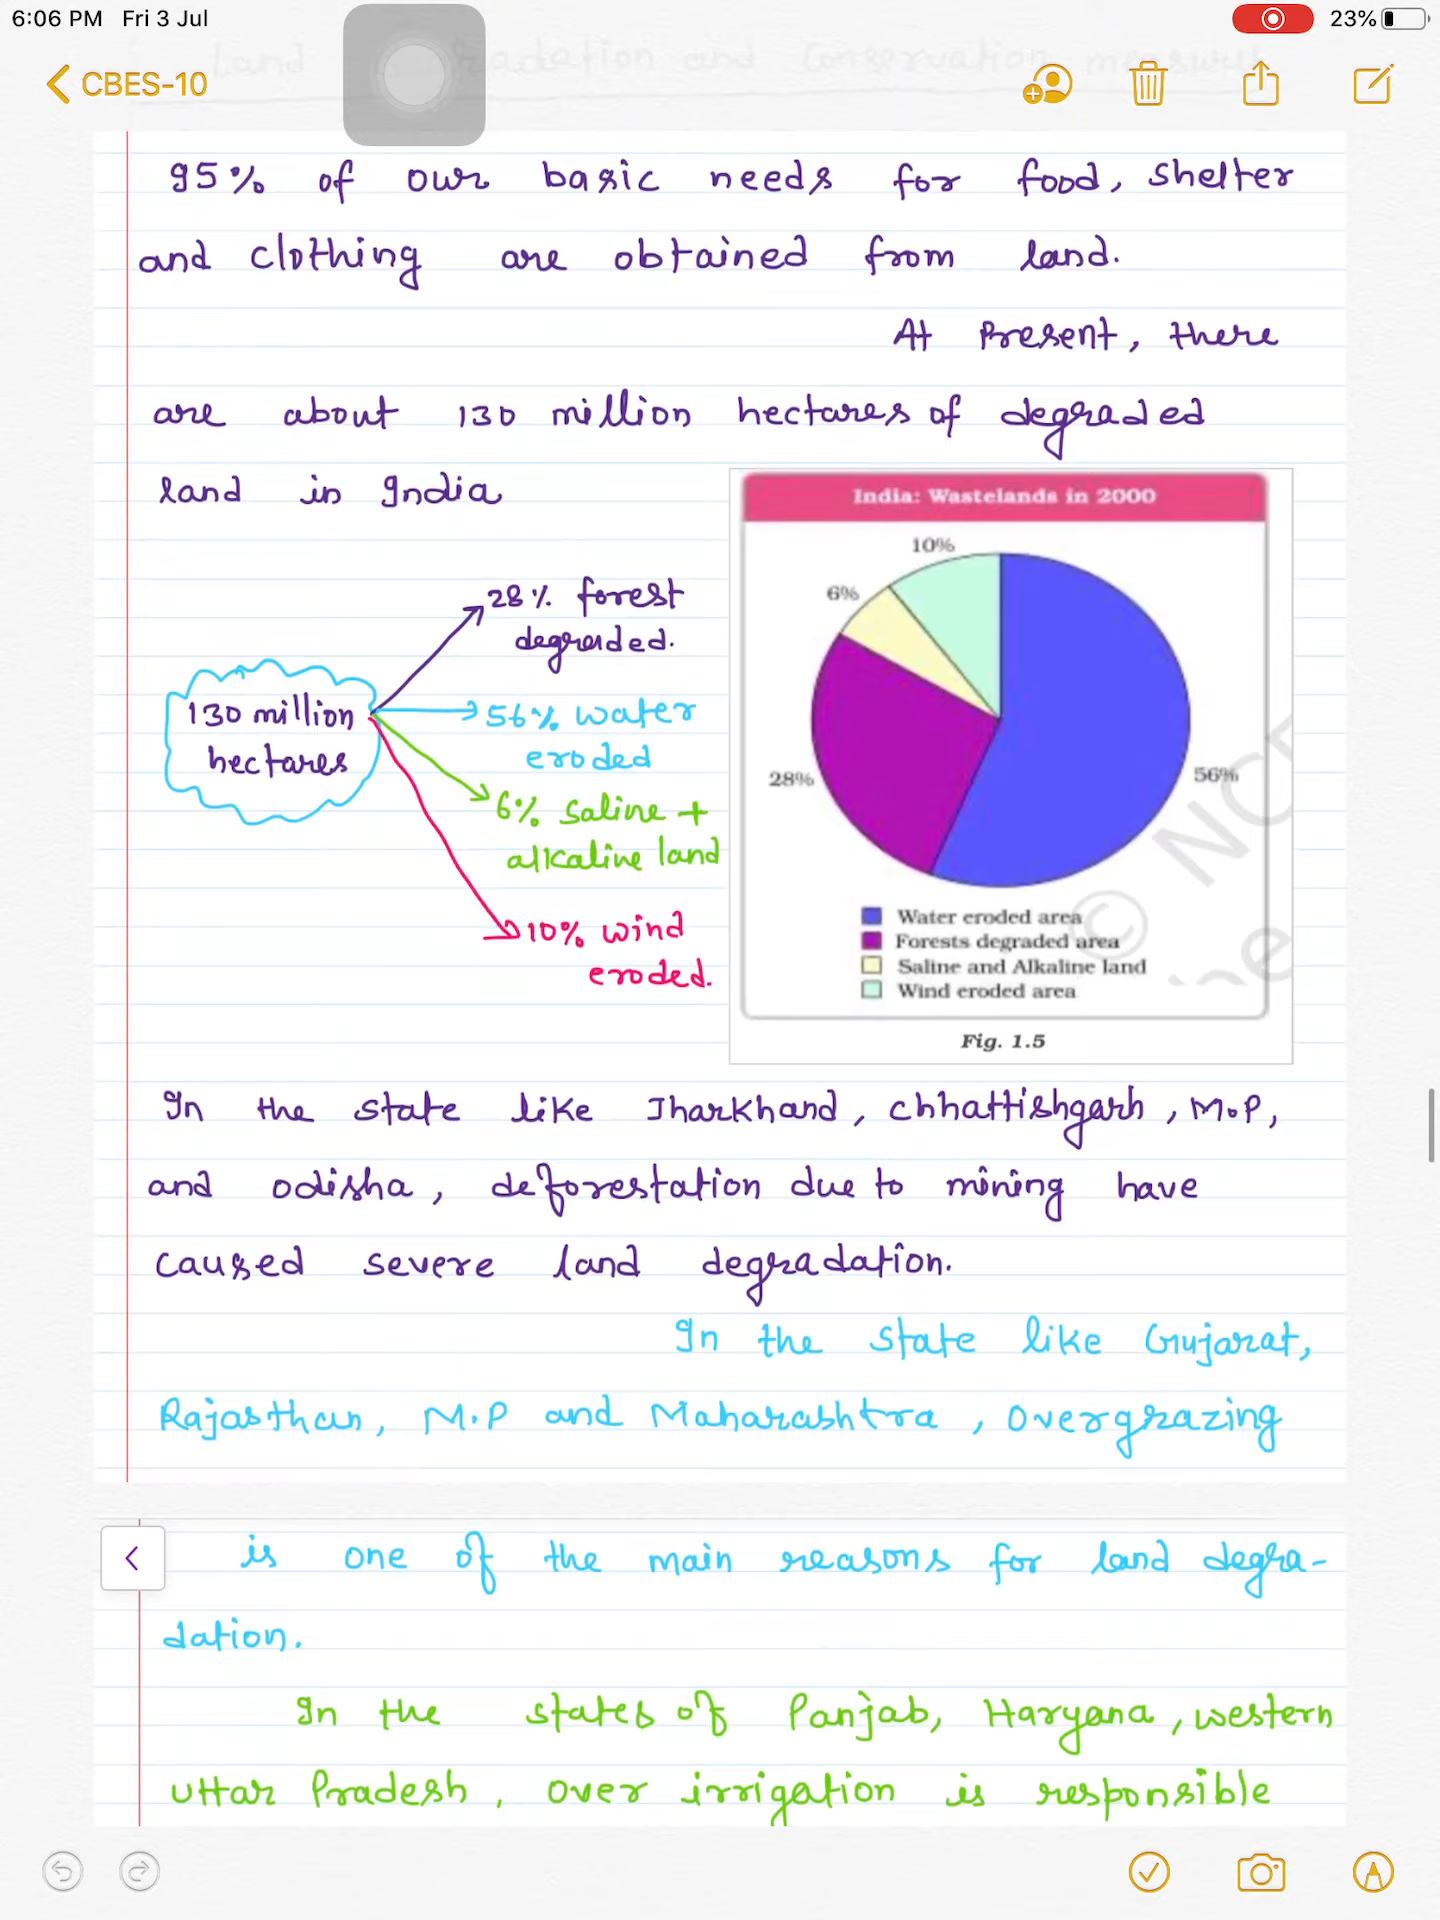 6:06 PM Fri 3 Jul
23%
Land and Conservation
CBES-10
95% of our basic needs for food, shelter
and clothing are obtained from land.
At Present, there
are about 130 million hectares of degraded
land in India
28% forest
degraded.
130 million
hectares
56% water
eroded
6% saline +
alkaline land
10% wind
eroded.
India: Wastelands in 2000
10%
6%
28%
56%
Water eroded area
Forests degraded area
Saline and Alkaline land
Wind eroded area
Fig. 1.5
In the state like Jharkhand, chhattishgarh, M.P,
and odisha, deforestation due to mining have
caused severe land degradation.
In the state like Gujarat,
Rajasthan, M.P and Maharashtra, overgrazing
is one of the main reasons for land degra-
dation.
In the states of Panjab, Haryana, western
uttar Pradesh, over irrigation is responsible